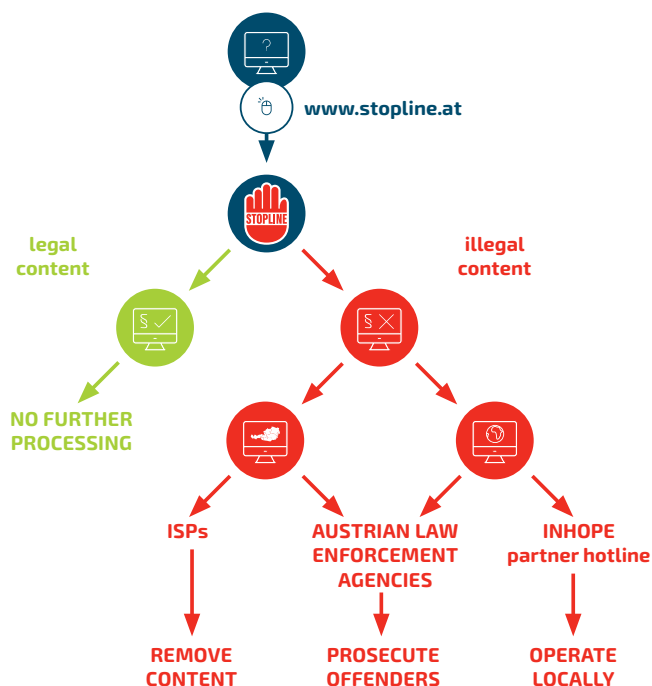 ?
www.stopline.at
STOPLINE
legal
content
illegal
content
§
§
NO FURTHER
PROCESSING
ISPs
AUSTRIAN LAW
ENFORCEMENT
AGENCIES
INHOPE
partner hotline
REMOVE
CONTENT
PROSECUTE
OFFENDERS
OPERATE
LOCALLY